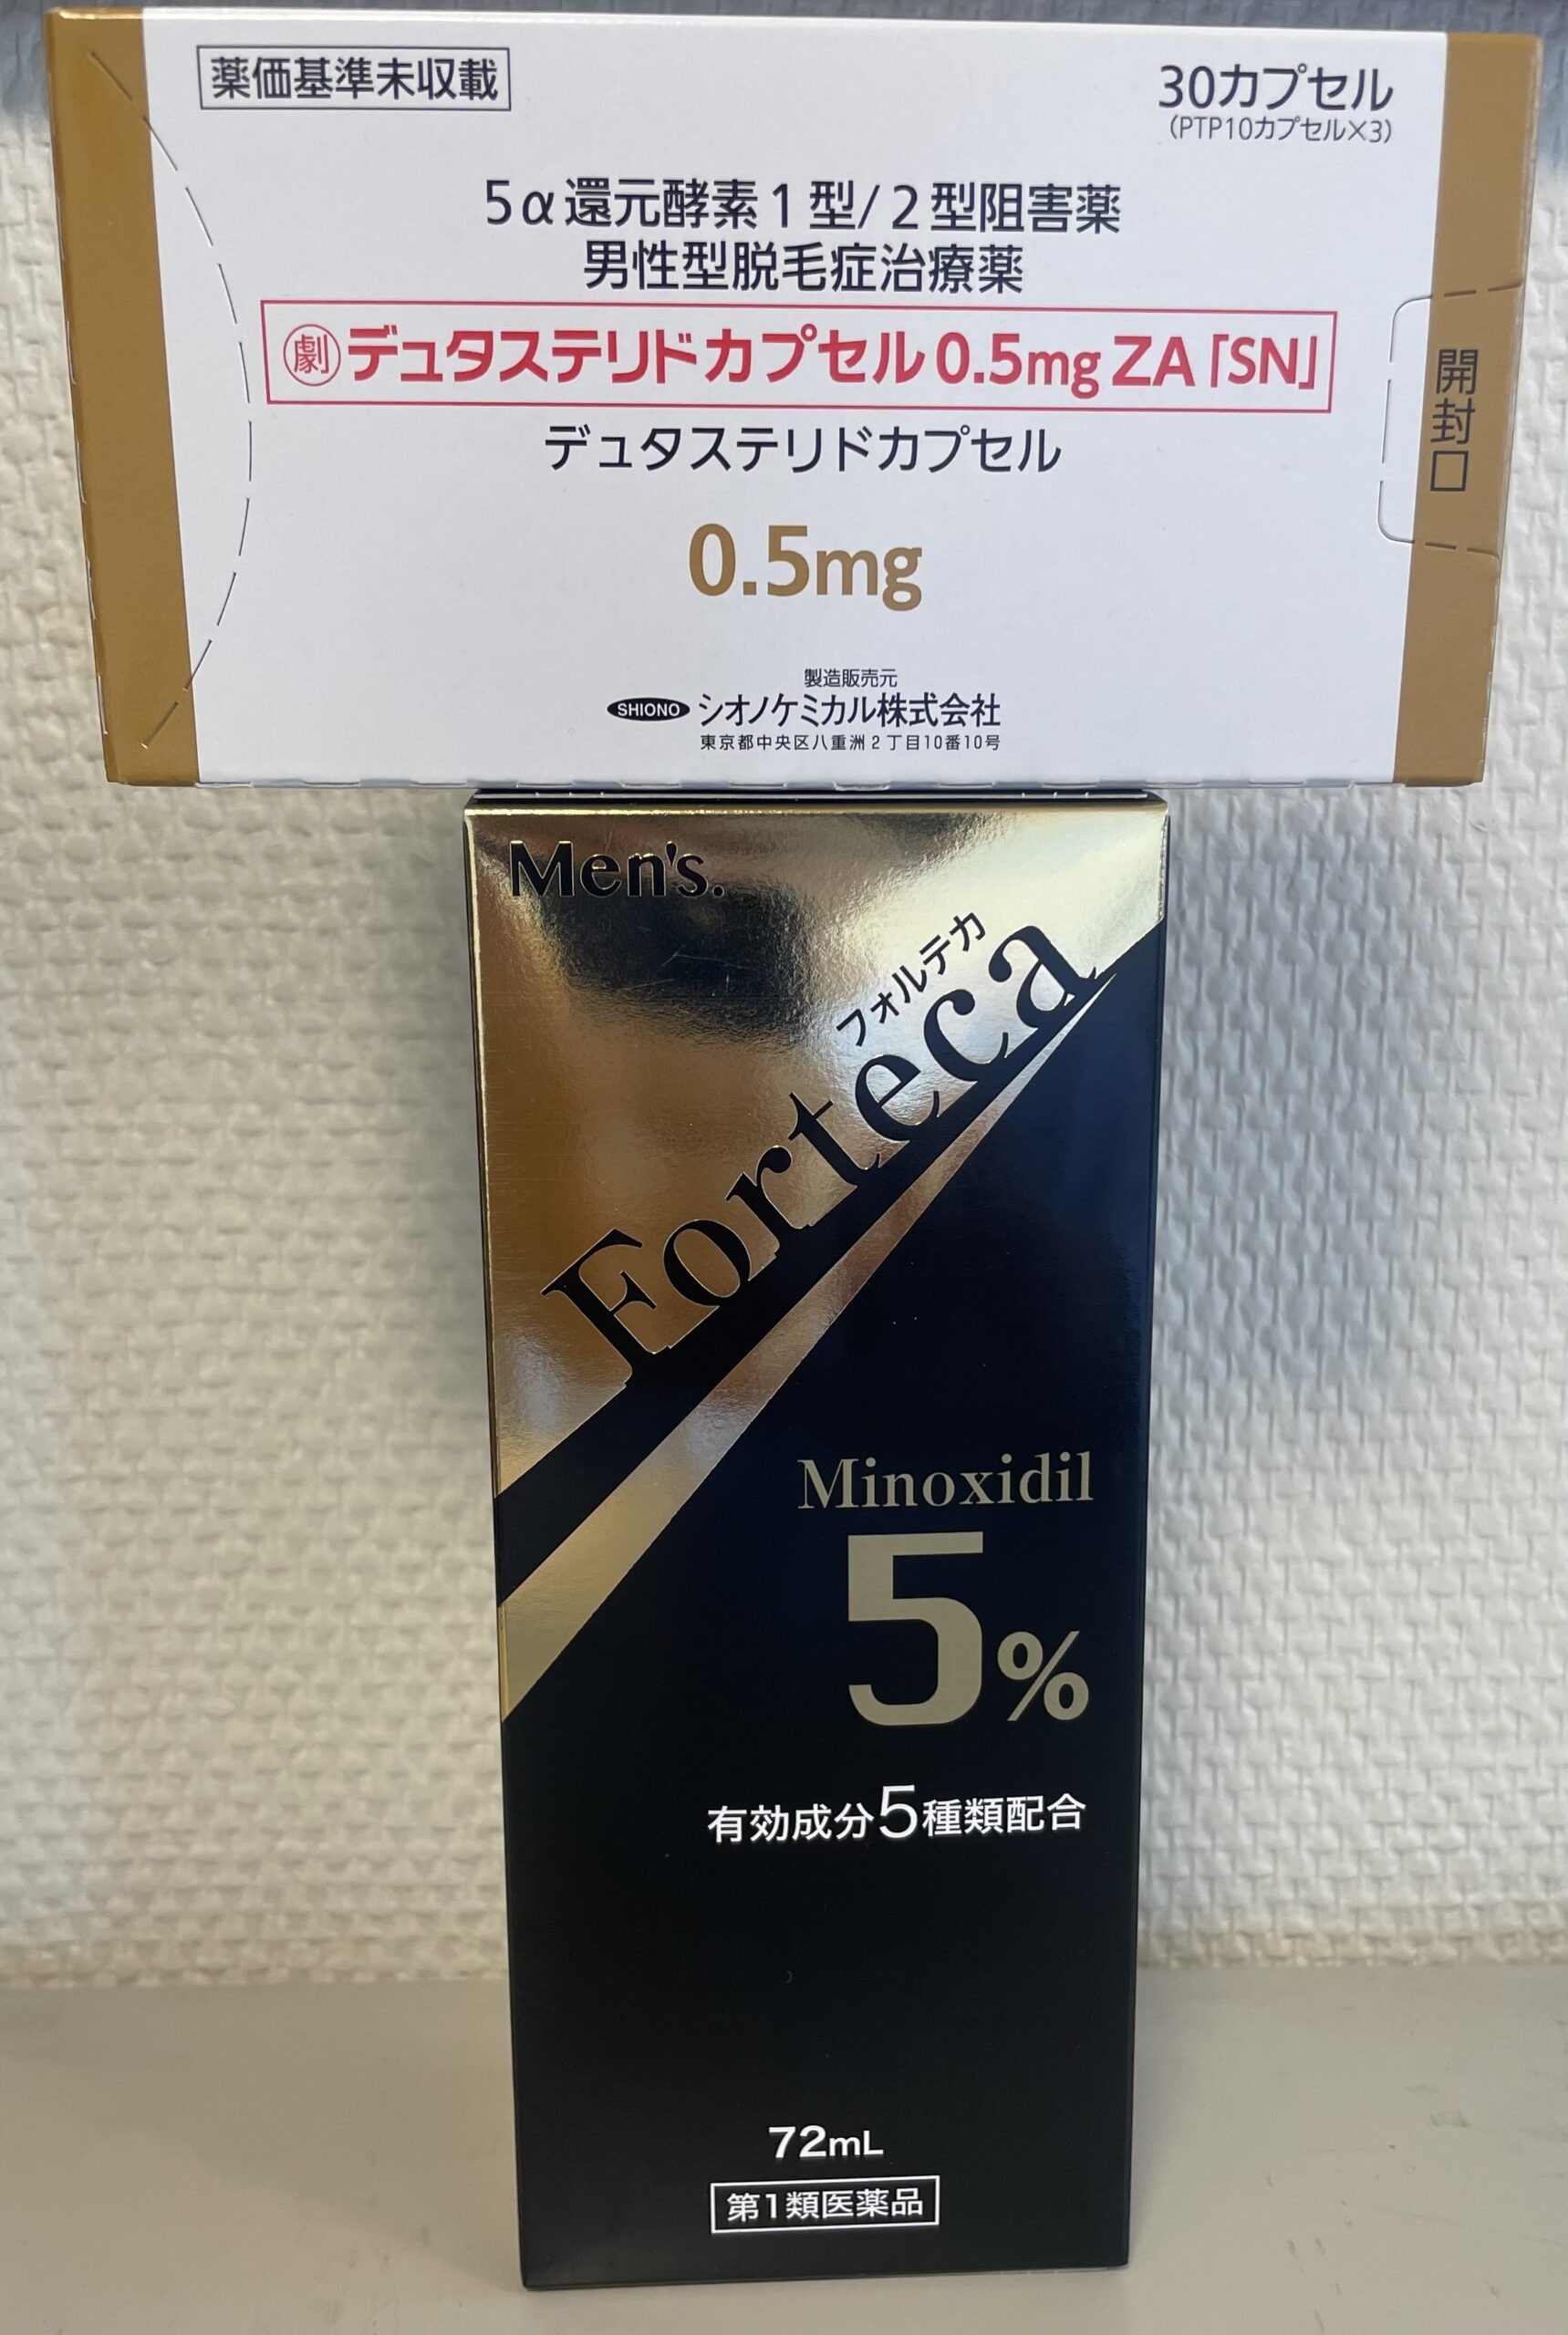 薬価基準未収載
30カプセル
(PTP10カプセル×3)
5α還元酵素1型/2型阻害薬
男性型脱毛症治療薬
劇 デュタステリドカプセル0.5mg ZA「SN」
デュタステリドカプセル
0.5mg
開封口
製造販売元
SHIONO シオノケミカル株式会社
東京都中央区八重洲2丁目10番10号
Men's.
フォルテカ
Forteca
Minoxidil
5%
有効成分5種類配合
72mL
第1類医薬品